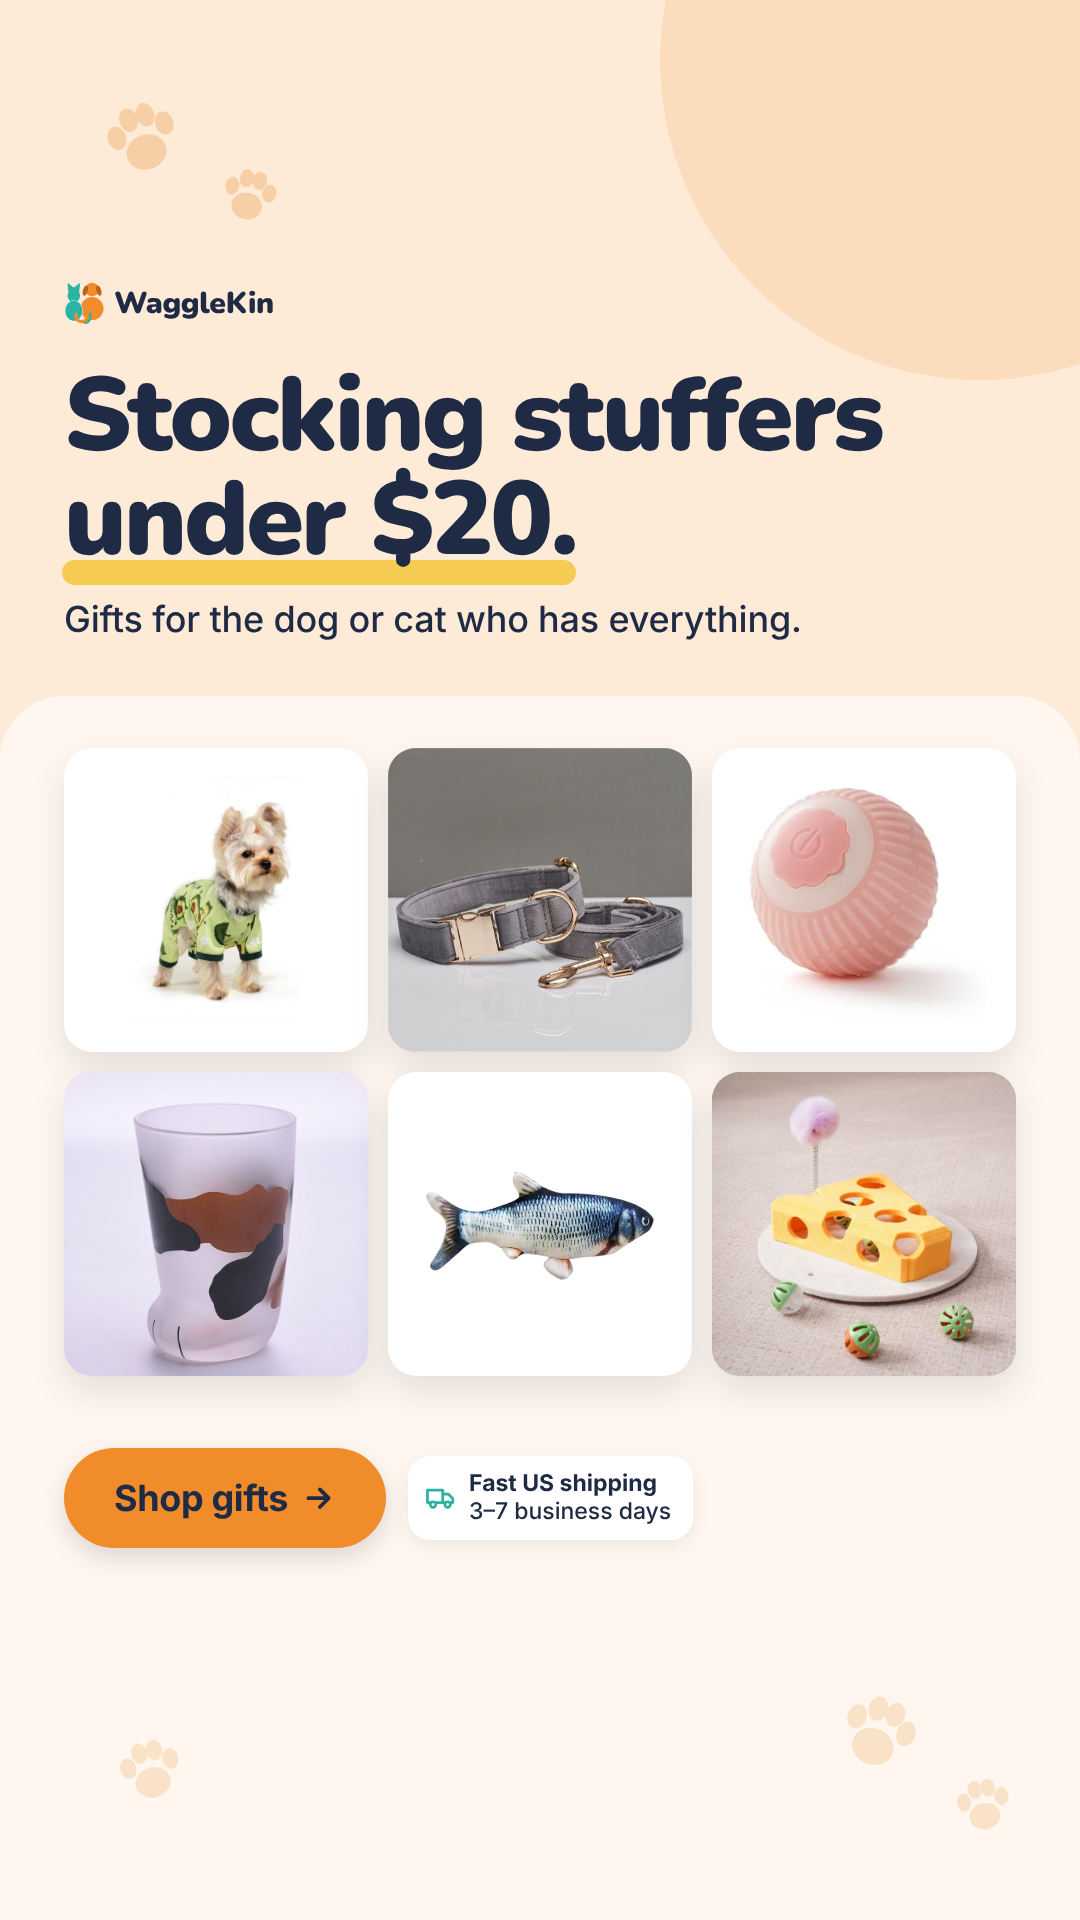 WaggleKin
Stocking stuffers
under $20.
Gifts for the dog or cat who has everything.
Shop gifts →
Fast US shipping
3–7 business days